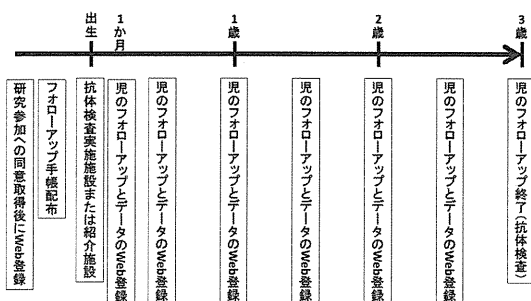 出生
1か月
1歳
2歳
3歳
研究参加への同意取得後にWeb登録
フォローアップ手帳配布
抗体検査実施施設または紹介施設
児のフォローアップとデータのWeb登録
児のフォローアップとデータのWeb登録
児のフォローアップとデータのWeb登録
児のフォローアップとデータのWeb登録
児のフォローアップとデータのWeb登録
児のフォローアップとデータのWeb登録
児のフォローアップ終了(抗体検査)